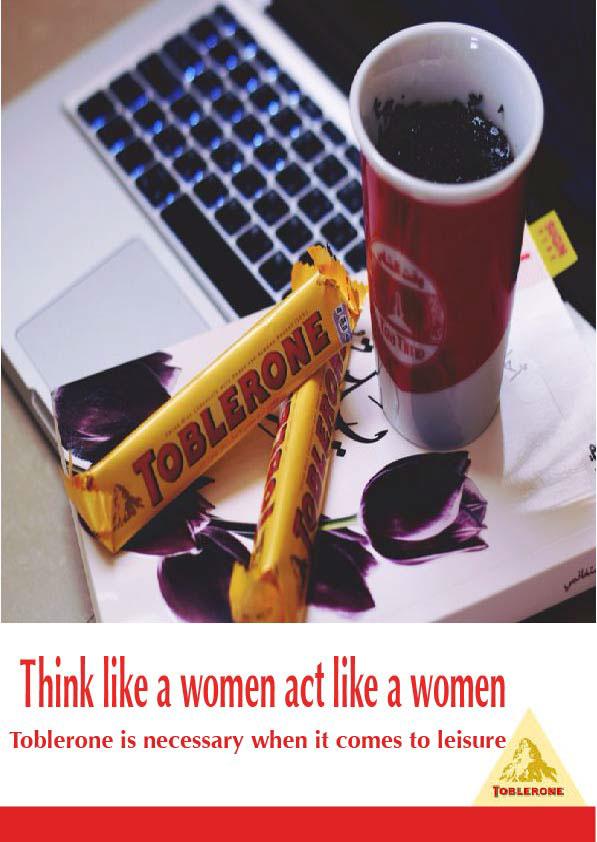 TOBLERONE
TOBLERONE
Think like a women act like a women
Toblerone is necessary when it comes to leisure
TOBLERONE